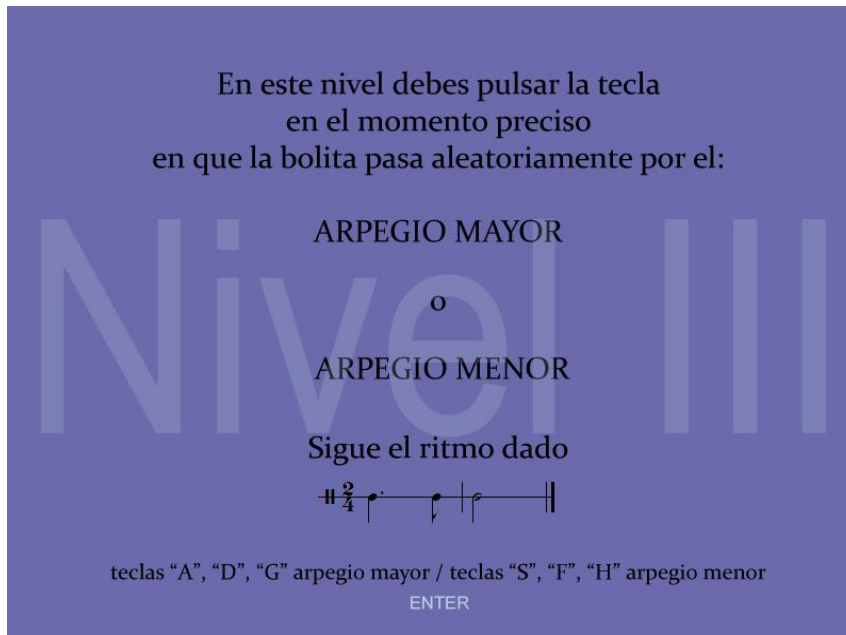 En este nivel debes pulsar la tecla
en el momento preciso
en que la bolita pasa aleatoriamente por el:
ARPEGIO MAYOR
o
Nivel III
ARPEGIO MENOR
Sigue el ritmo dado
2
4
teclas “A”, “D”, “G” arpegio mayor / teclas “S”, “F”, “H” arpegio menor
ENTER